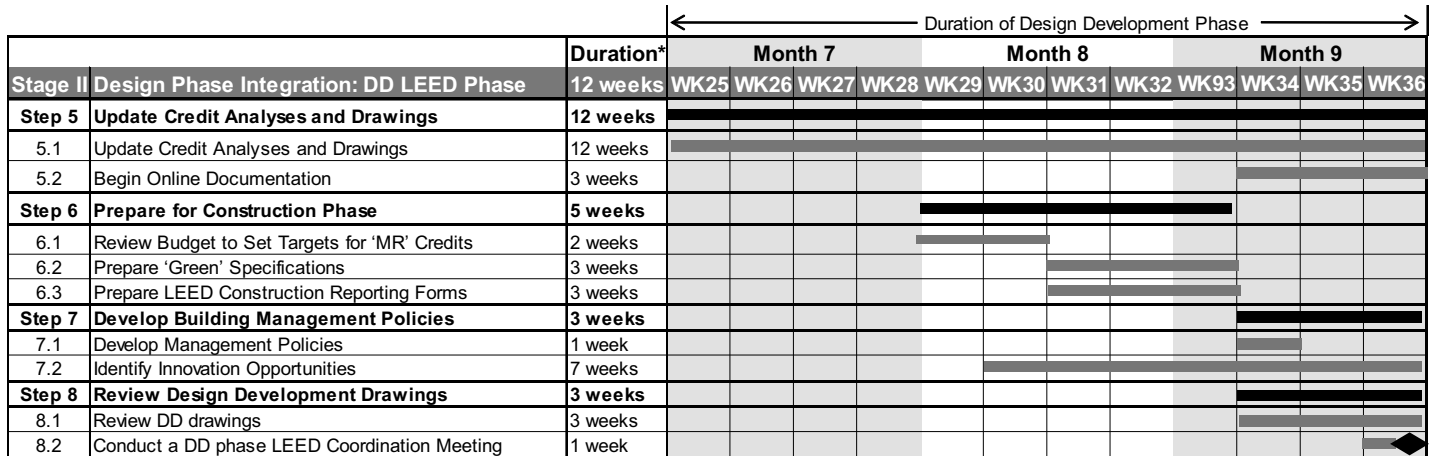 Duration of Design Development Phase
Duration* Month 7 Month 8 Month 9
Stage II Design Phase Integration: DD LEED Phase 12 weeks WK25 WK26 WK27 WK28 WK29 WK30 WK31 WK32 WK93 WK34 WK35 WK36
Step 5 Update Credit Analyses and Drawings 12 weeks
5.1 Update Credit Analyses and Drawings 12 weeks
5.2 Begin Online Documentation 3 weeks
Step 6 Prepare for Construction Phase 5 weeks
6.1 Review Budget to Set Targets for ‘MR’ Credits 2 weeks
6.2 Prepare ‘Green’ Specifications 3 weeks
6.3 Prepare LEED Construction Reporting Forms 3 weeks
Step 7 Develop Building Management Policies 3 weeks
7.1 Develop Management Policies 1 week
7.2 Identify Innovation Opportunities 7 weeks
Step 8 Review Design Development Drawings 3 weeks
8.1 Review DD drawings 3 weeks
8.2 Conduct a DD phase LEED Coordination Meeting 1 week